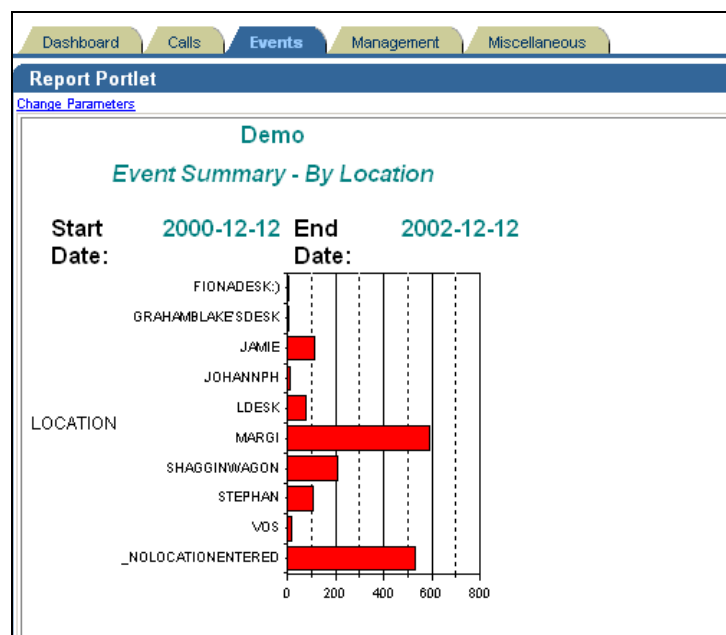 Dashboard Calls Events Management Miscellaneous
Report Portlet
Change Parameters
Demo
Event Summary - By Location
Start Date: 2000-12-12 End Date: 2002-12-12
FIONADESK:)
GRAHAMBLAKE'SDESK
JAMIE
JOHANNPH
LDESK
LOCATION
MARGI
SHAGGINWAGON
STEPHAN
VOS
_NOLOCATIONENTERED
0 200 400 600 800